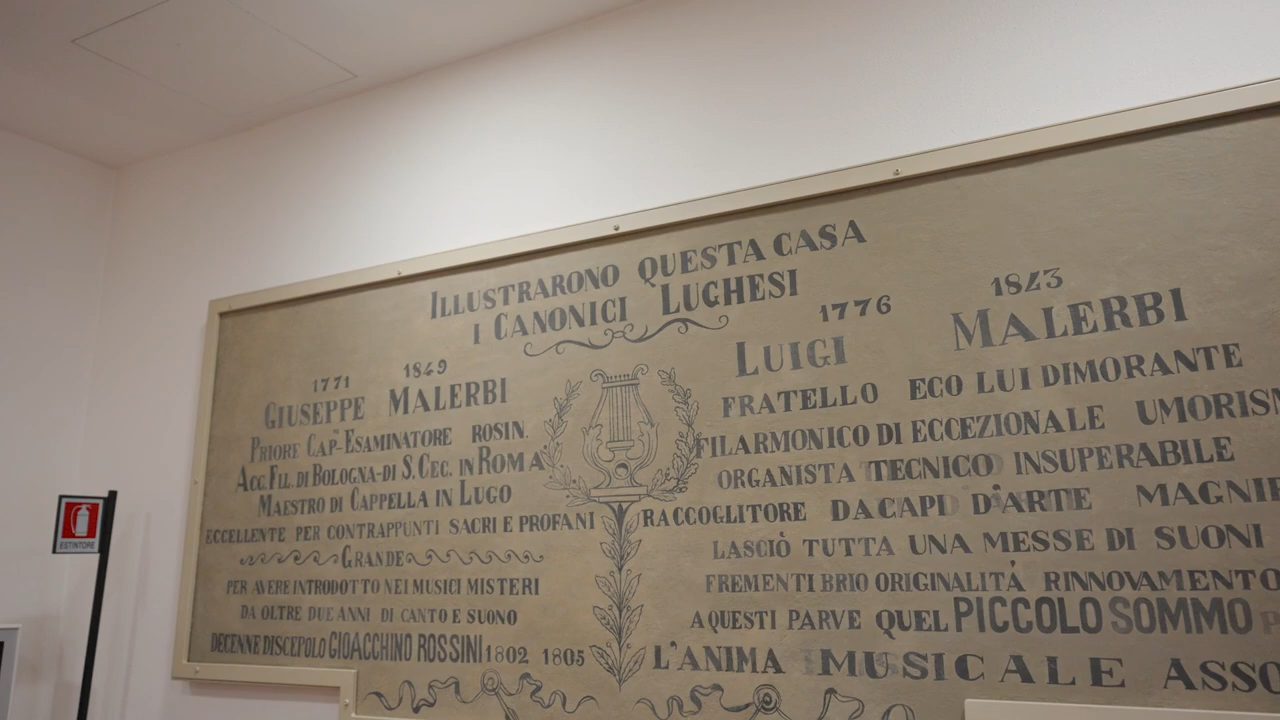 ILLUSTRARONO QUESTA CASA
I CANONICI LUGHESI
1771 1849
GIUSEPPE MALERBI
PRIORE CAP.-ESAMINATORE ROSIN.
ACC. FIL. DI BOLOGNA-DI S. CEC. IN ROMA
MAESTRO DI CAPPELLA IN LUGO
ECCELLENTE PER CONTRAPPUNTI SACRI E PROFANI
GRANDE
PER AVERE INTRODOTTO NEI MUSICI MISTERI
DA OLTRE DUE ANNI DI CANTO E SUONO
DECENNE DISCEPOLO GIOACCHINO ROSSINI 1802 1805
1776 1843
LUIGI MALERBI
FRATELLO ECO LUI DIMORANTE
FILARMONICO DI ECCEZIONALE UMORISM
ORGANISTA TECNICO INSUPERABILE
RACCOGLITORE DA CAPI D'ARTE MAGNIF
LASCIÒ TUTTA UNA MESSE DI SUONI
FREMENTI BRIO ORIGINALITÀ RINNOVAMENTO
A QUESTI PARVE QUEL PICCOLO SOMMO
L'ANIMA MUSICALE ASSO
ESTINTORE